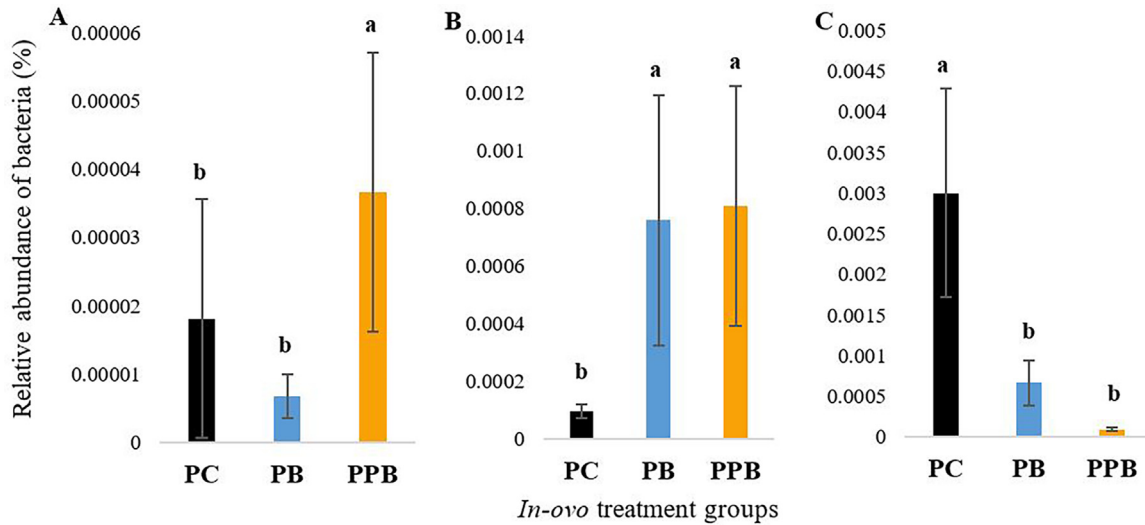 A
B
C
Relative abundance of bacteria (%)
0.00006
0.00005
0.00004
0.00003
0.00002
0.00001
0
b
b
a
PC
PB
PPB
0.0014
0.0012
0.001
0.0008
0.0006
0.0004
0.0002
0
b
a
a
PC
PB
PPB
0.005
0.0045
0.004
0.0035
0.003
0.0025
0.002
0.0015
0.001
0.0005
0
a
b
b
PC
PB
PPB
In-ovo treatment groups